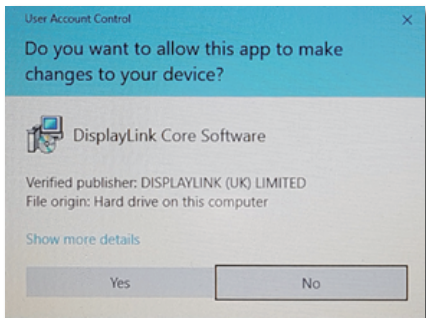 User Account Control
Do you want to allow this app to make
changes to your device?
DisplayLink Core Software
Verified publisher: DISPLAYLINK (UK) LIMITED
File origin: Hard drive on this computer
Show more details
Yes
No